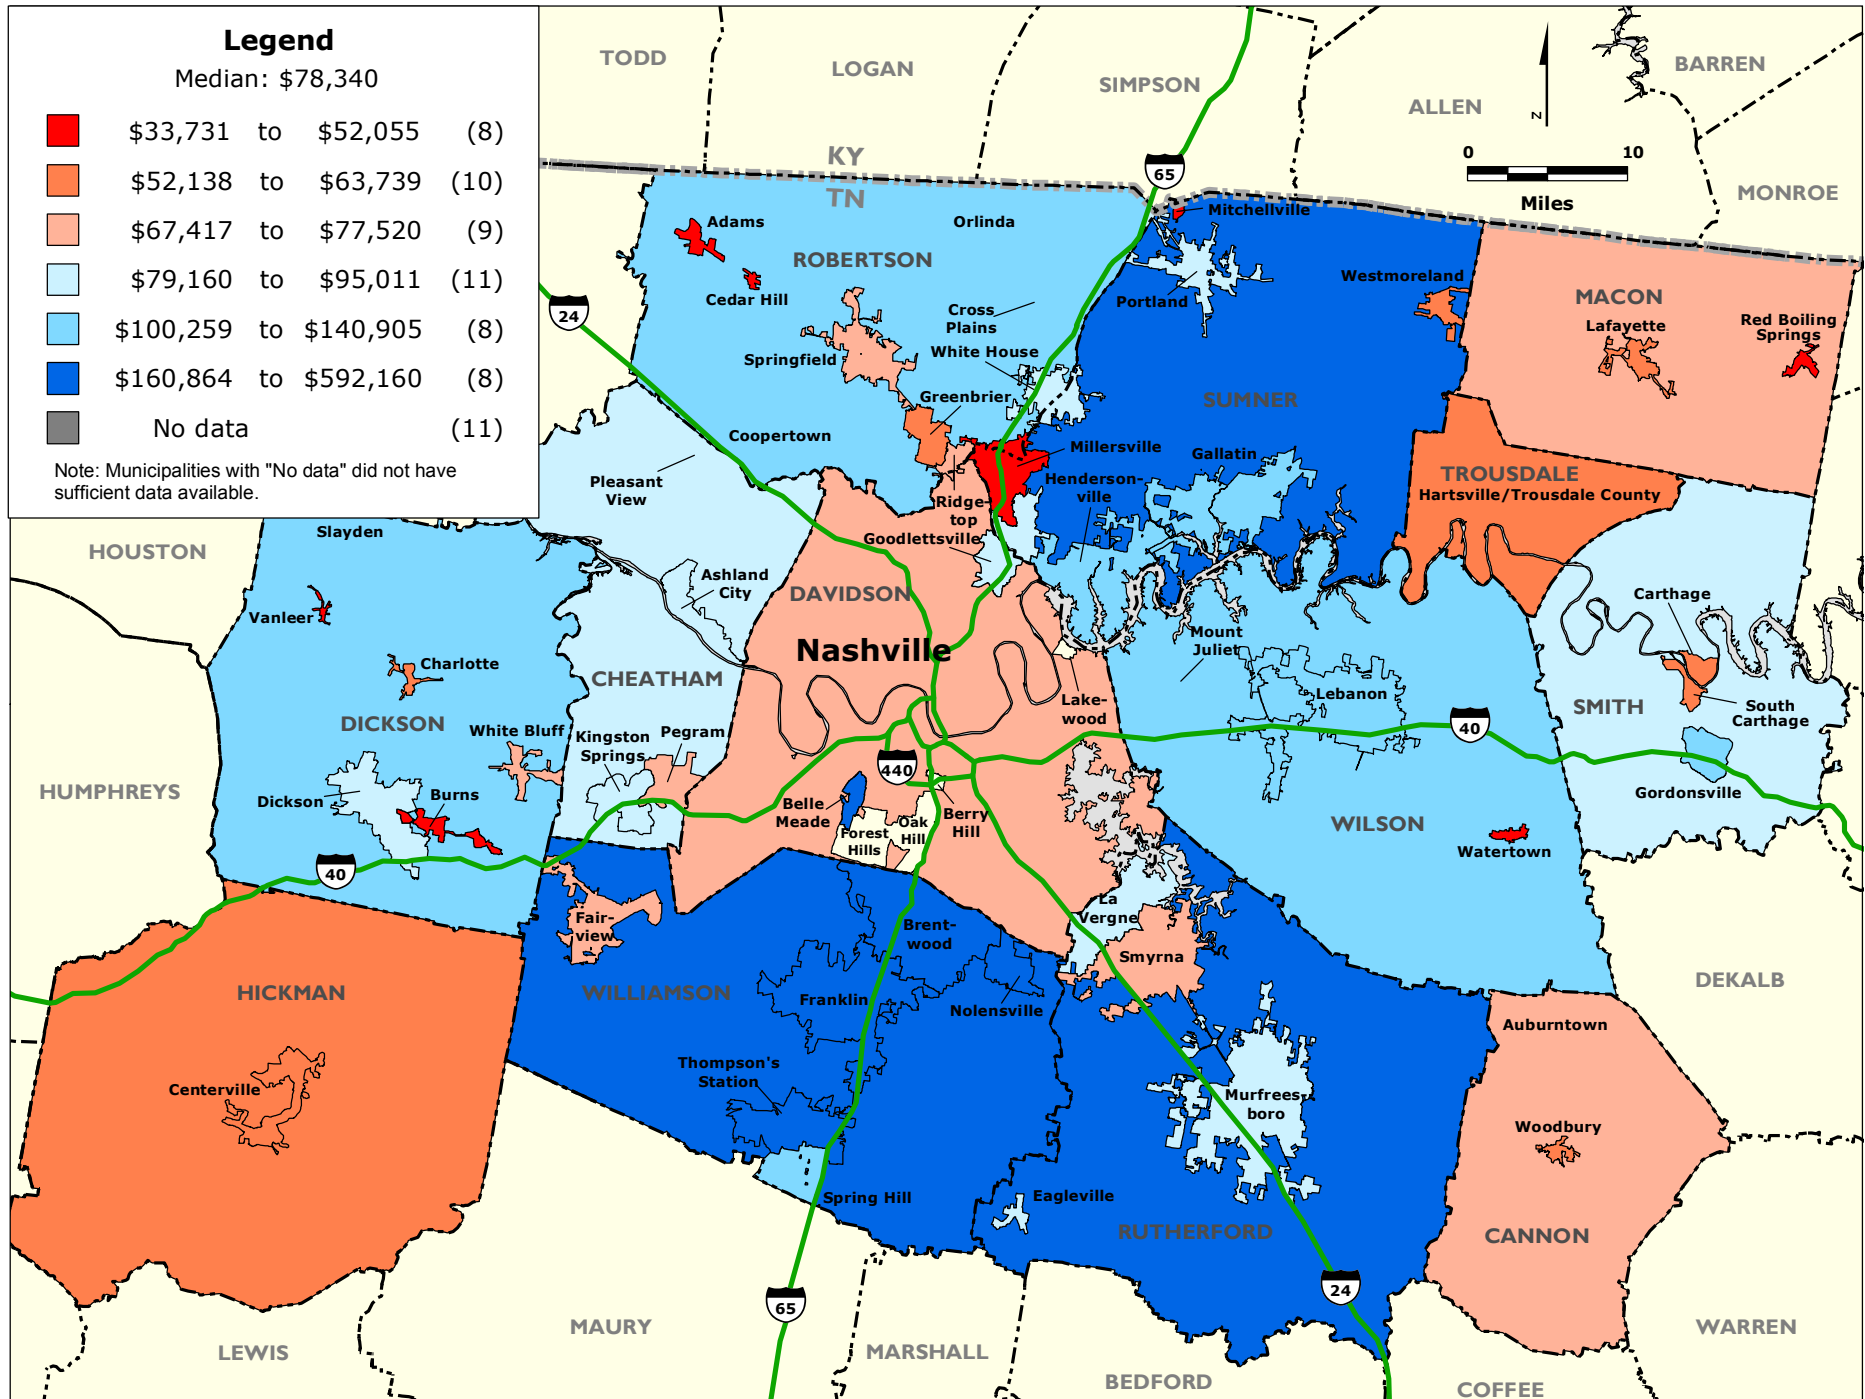 Legend
Median: $78,340
$33,731 to $52,055 (8)
$52,138 to $63,739 (10)
$67,417 to $77,520 (9)
$79,160 to $95,011 (11)
$100,259 to $140,905 (8)
$160,864 to $592,160 (8)
No data (11)
Note: Municipalities with "No data" did not have
sufficient data available.
TODD
LOGAN
SIMPSON
ALLEN
BARREN
MONROE
N
0 10
Miles
KY
TN
65
24
Adams
Orlinda
ROBERTSON
Cedar Hill
Cross
Plains
White House
Springfield
Greenbrier
Coopertown
Mitchellville
Portland
Westmoreland
SUMNER
MACON
Lafayette
Red Boiling
Springs
Millersville
Gallatin
Henderson-
ville
Ridge-
top
Goodlettsville
TROUSDALE
Hartsville/Trousdale County
Pleasant
View
HOUSTON
Slayden
Vanleer
Charlotte
DICKSON
White Bluff
Dickson
Burns
40
HUMPHREYS
Ashland
City
CHEATHAM
Kingston
Springs
Pegram
DAVIDSON
Nashville
440
Belle
Meade
Forest
Hills
Oak
Hill
Berry
Hill
Lake-
wood
Mount
Juliet
Lebanon
40
WILSON
Watertown
Carthage
SMITH
South
Carthage
Gordonsville
La
Vergne
Smyrna
Fair-
view
Brent-
wood
WILLIAMSON
Franklin
Nolensville
Thompson's
Station
Spring Hill
HICKMAN
Centerville
DEKALB
Auburntown
Woodbury
CANNON
Murfrees-
boro
Eagleville
RUTHERFORD
24
65
LEWIS
MAURY
MARSHALL
BEDFORD
COFFEE
WARREN